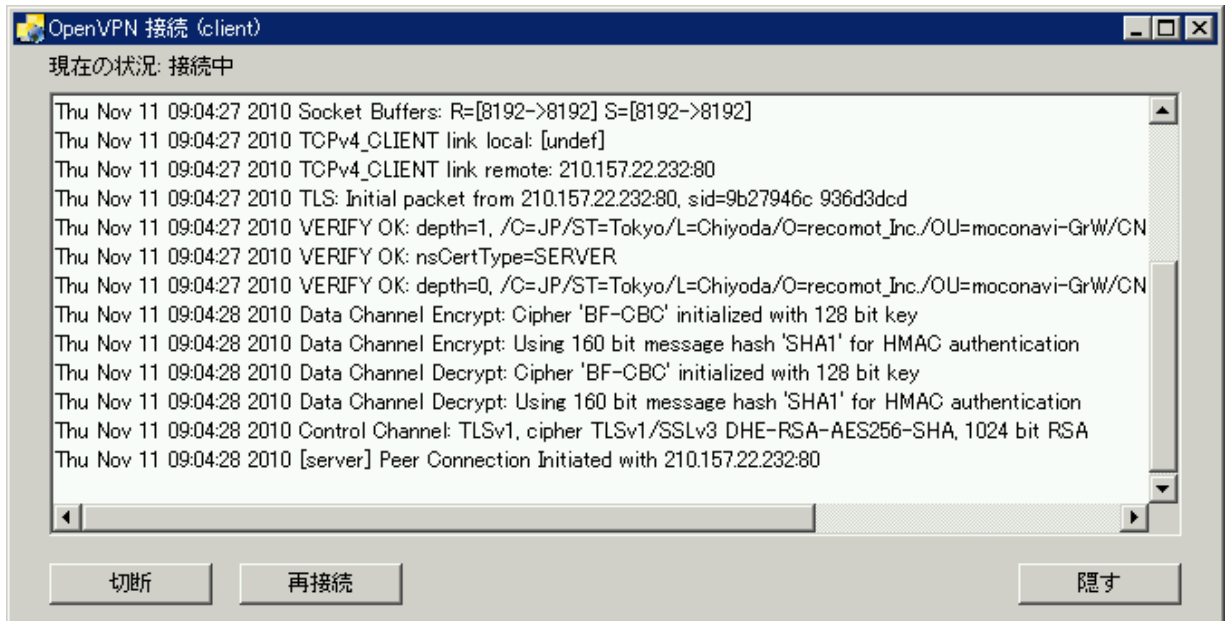 OpenVPN 接続 (client)
現在の状況: 接続中
Thu Nov 11 09:04:27 2010 Socket Buffers: R=[8192->8192] S=[8192->8192]
Thu Nov 11 09:04:27 2010 TCPv4_CLIENT link local: [undef]
Thu Nov 11 09:04:27 2010 TCPv4_CLIENT link remote: 210.157.22.232:80
Thu Nov 11 09:04:27 2010 TLS: Initial packet from 210.157.22.232:80, sid=9b27946c 936d3dcd
Thu Nov 11 09:04:27 2010 VERIFY OK: depth=1, /C=JP/ST=Tokyo/L=Chiyoda/O=recomot_Inc./OU=moconavi-GrW/CN
Thu Nov 11 09:04:27 2010 VERIFY OK: nsCertType=SERVER
Thu Nov 11 09:04:27 2010 VERIFY OK: depth=0, /C=JP/ST=Tokyo/L=Chiyoda/O=recomot_Inc./OU=moconavi-GrW/CN
Thu Nov 11 09:04:28 2010 Data Channel Encrypt: Cipher 'BF-CBC' initialized with 128 bit key
Thu Nov 11 09:04:28 2010 Data Channel Encrypt: Using 160 bit message hash 'SHA1' for HMAC authentication
Thu Nov 11 09:04:28 2010 Data Channel Decrypt: Cipher 'BF-CBC' initialized with 128 bit key
Thu Nov 11 09:04:28 2010 Data Channel Decrypt: Using 160 bit message hash 'SHA1' for HMAC authentication
Thu Nov 11 09:04:28 2010 Control Channel: TLSv1, cipher TLSv1/SSLv3 DHE-RSA-AES256-SHA, 1024 bit RSA
Thu Nov 11 09:04:28 2010 [server] Peer Connection Initiated with 210.157.22.232:80
切断 再接続 隠す